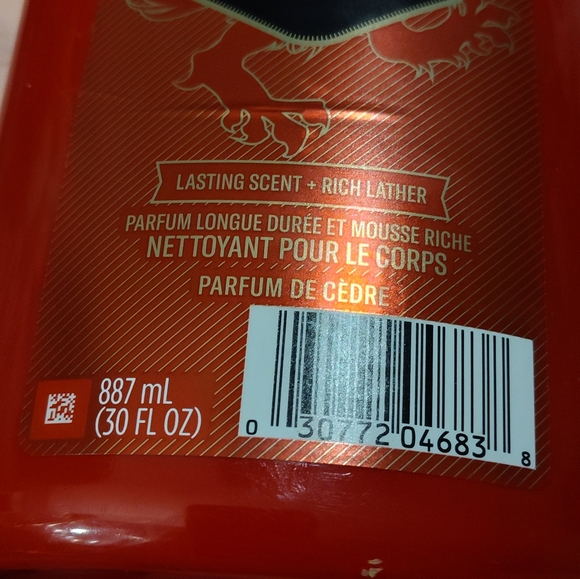 LASTING SCENT + RICH LATHER
PARFUM LONGUE DURÉE ET MOUSSE RICHE
NETTOYANT POUR LE CORPS
PARFUM DE CÈDRE
887 mL
(30 FL OZ)
0 30772 04683 8